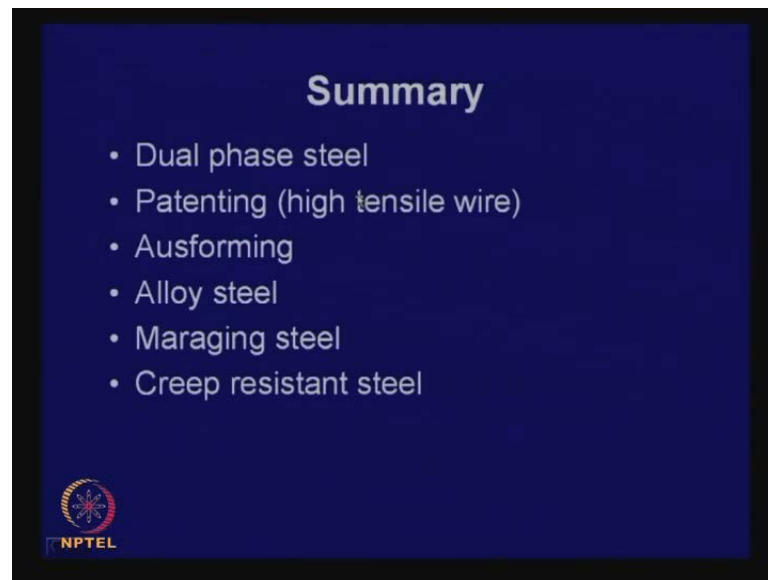 Summary
• Dual phase steel
• Patenting (high tensile wire)
• Ausforming
• Alloy steel
• Maraging steel
• Creep resistant steel
NPTEL